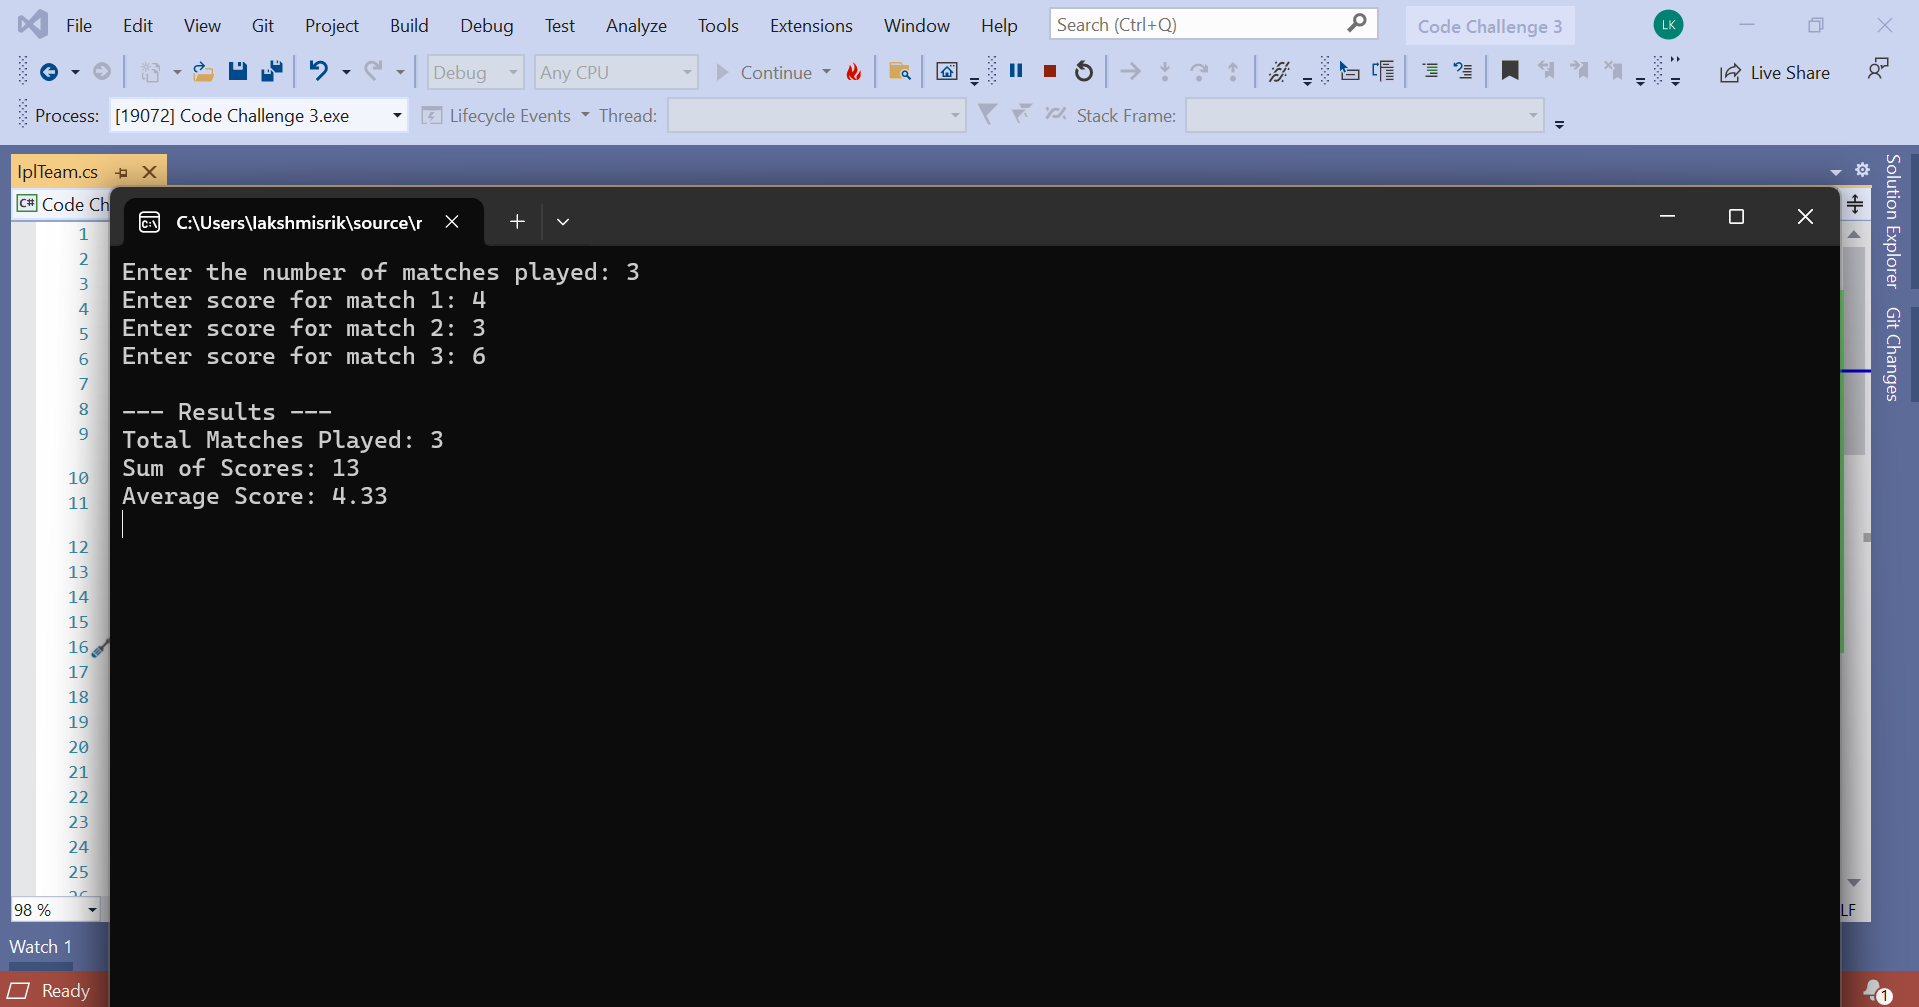 File Edit View Git Project Build Debug Test Analyze Tools Extensions Window Help Search (Ctrl+Q) Code Challenge 3 LK
Debug Any CPU Continue Live Share
Process: [19072] Code Challenge 3.exe Lifecycle Events Thread: Stack Frame:
IplTeam.cs
C# Code Ch
C:\Users\lakshmisrik\source\r
Enter the number of matches played: 3
Enter score for match 1: 4
Enter score for match 2: 3
Enter score for match 3: 6
--- Results ---
Total Matches Played: 3
Sum of Scores: 13
Average Score: 4.33
1
2
3
4
5
6
7
8
9
10
11
12
13
14
15
16
17
18
19
20
21
22
23
24
25
26
98 %
LF
Watch 1
Ready
1
Solution Explorer
Git Changes